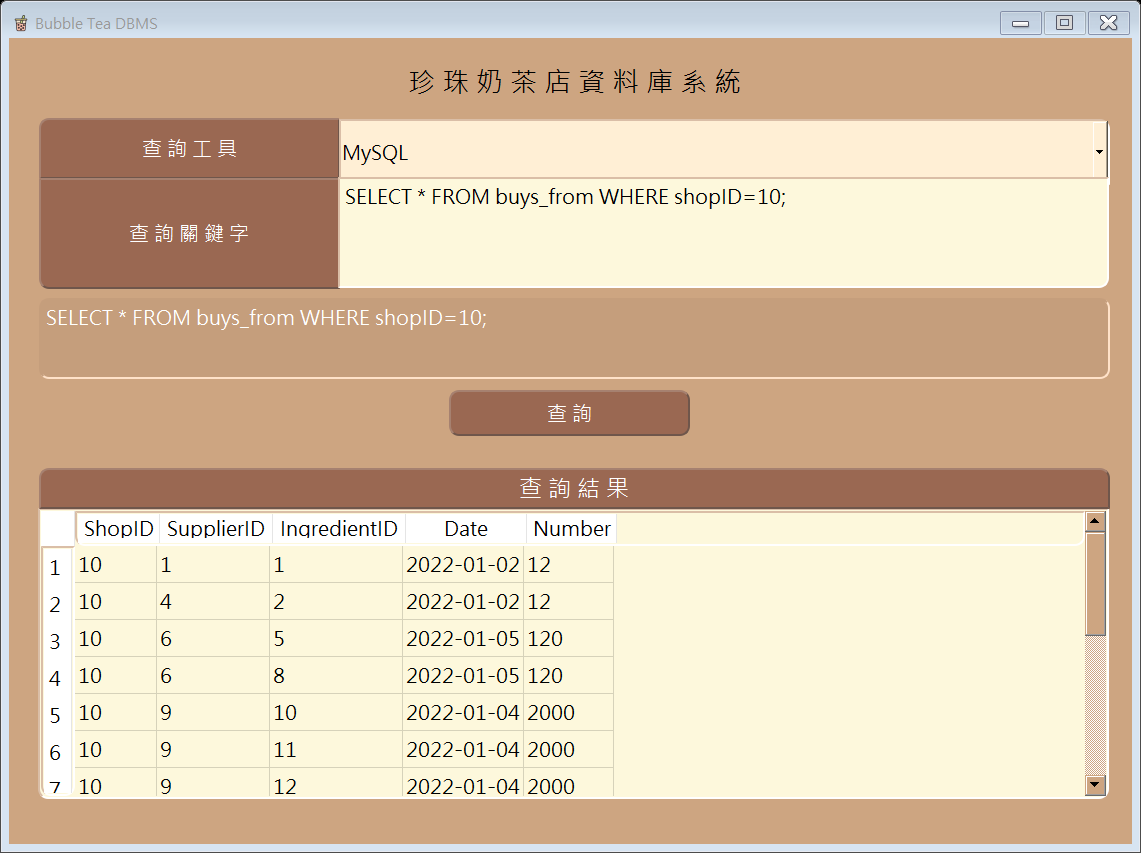 Bubble Tea DBMS
珍珠奶茶店資料庫系統
查詢工具
MySQL
查詢關鍵字
SELECT * FROM buys_from WHERE shopID=10;
SELECT * FROM buys_from WHERE shopID=10;
查詢
查詢結果
ShopID SupplierID IngredientID Date Number
1 10 1 1 2022-01-02 12
2 10 4 2 2022-01-02 12
3 10 6 5 2022-01-05 120
4 10 6 8 2022-01-05 120
5 10 9 10 2022-01-04 2000
6 10 9 11 2022-01-04 2000
7 10 9 12 2022-01-04 2000